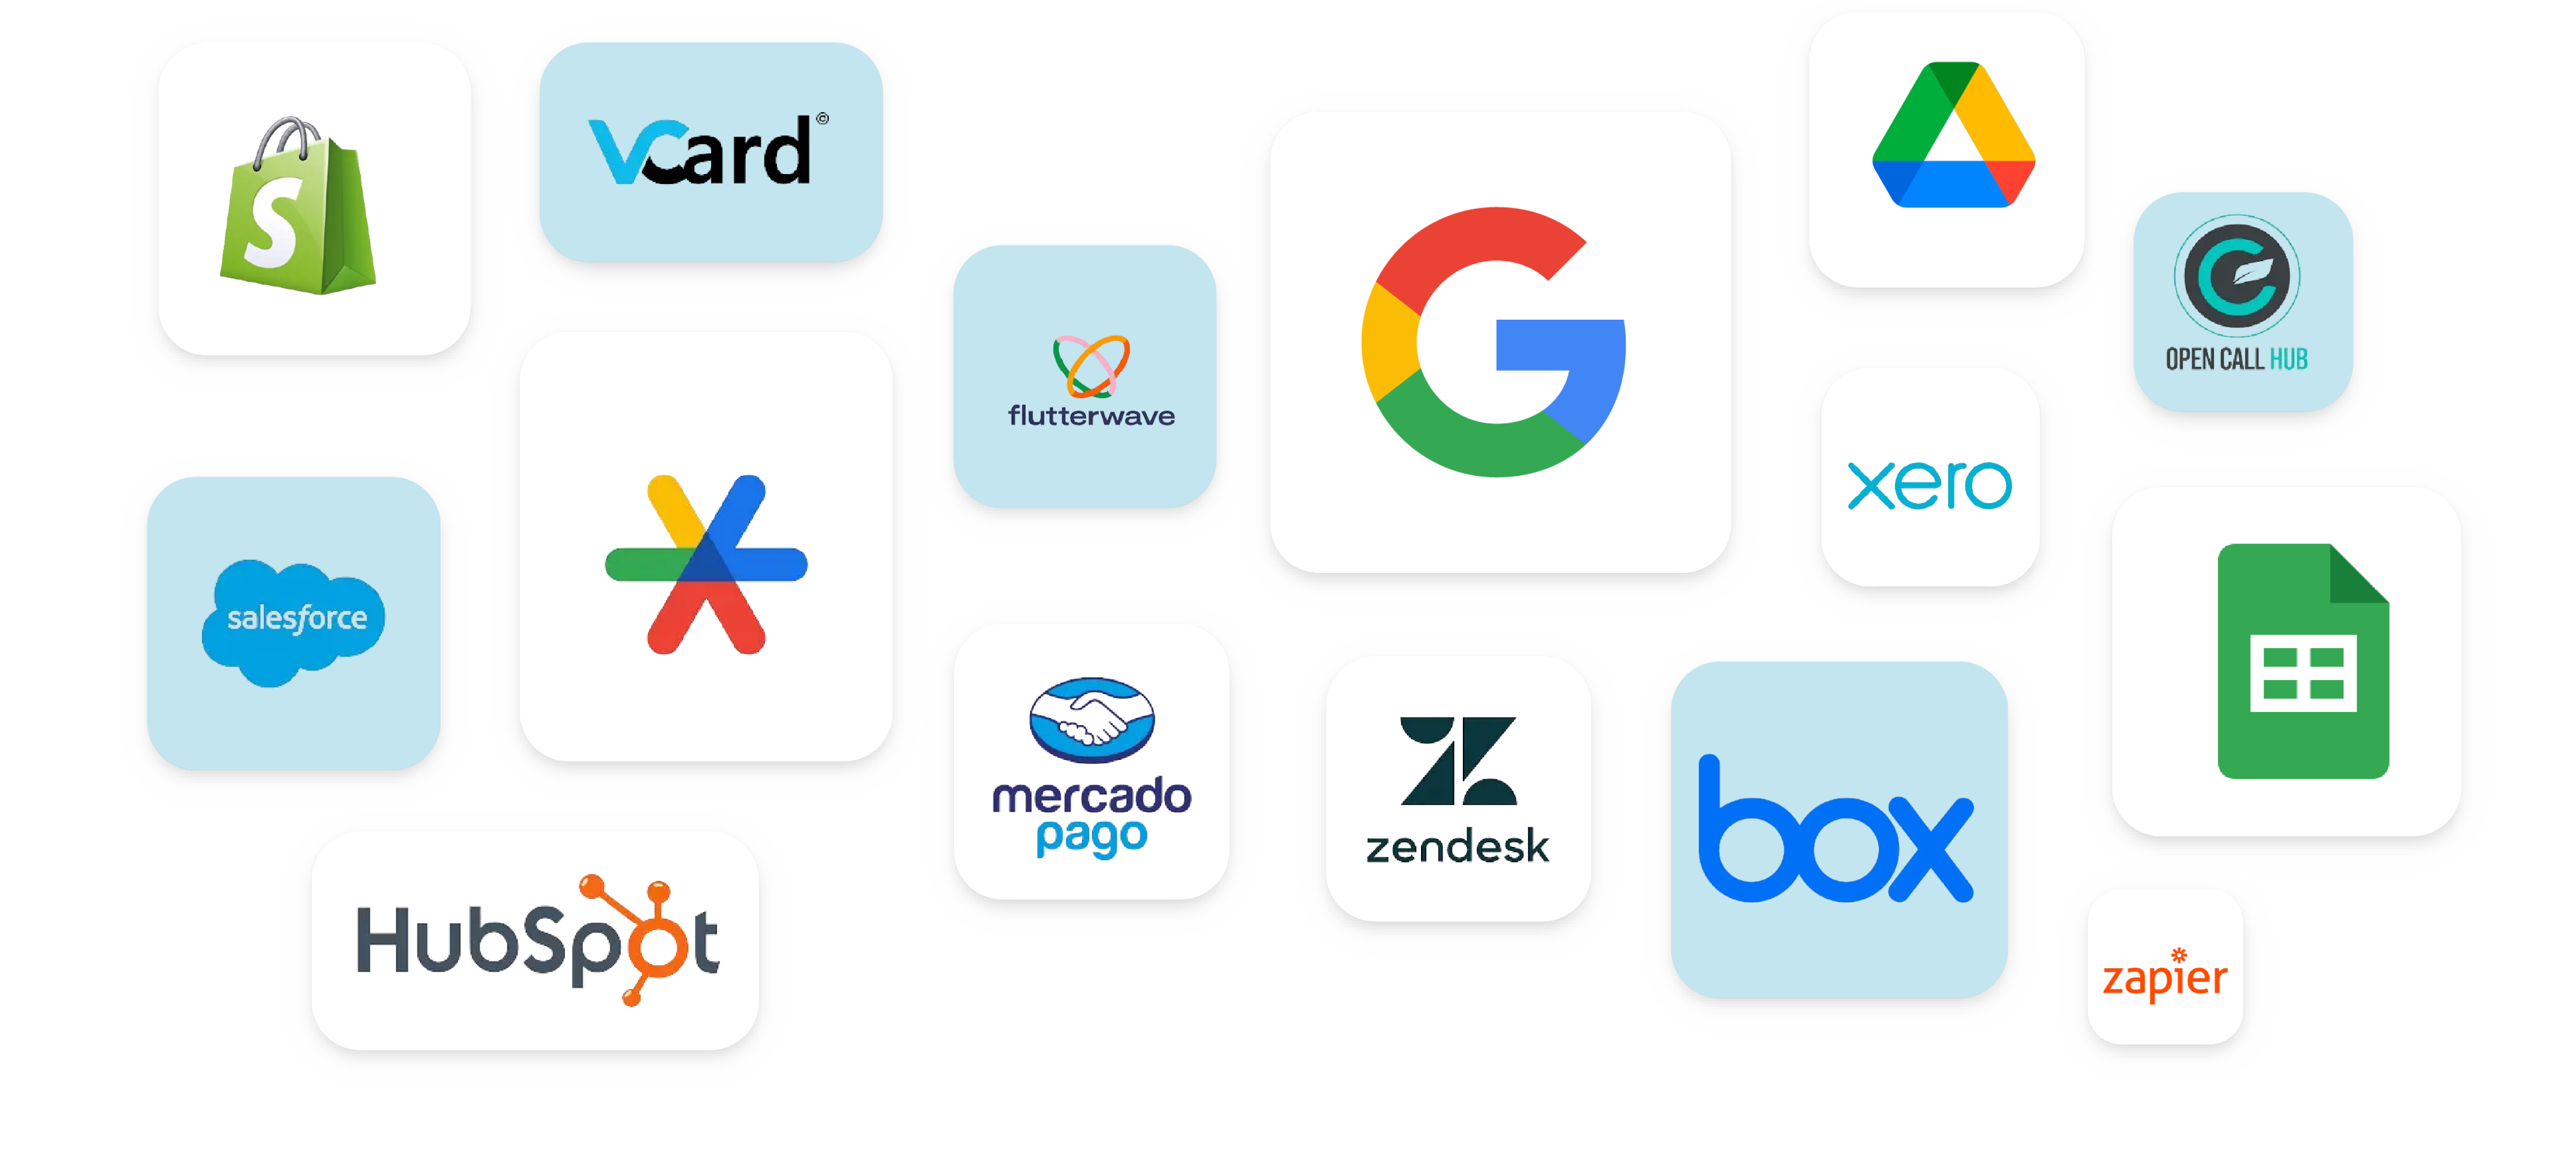 S
vCard©
flutterwave
G
OPEN CALL HUB
xero
salesforce
mercado
pago
zendesk
box
HubSpot
zapier